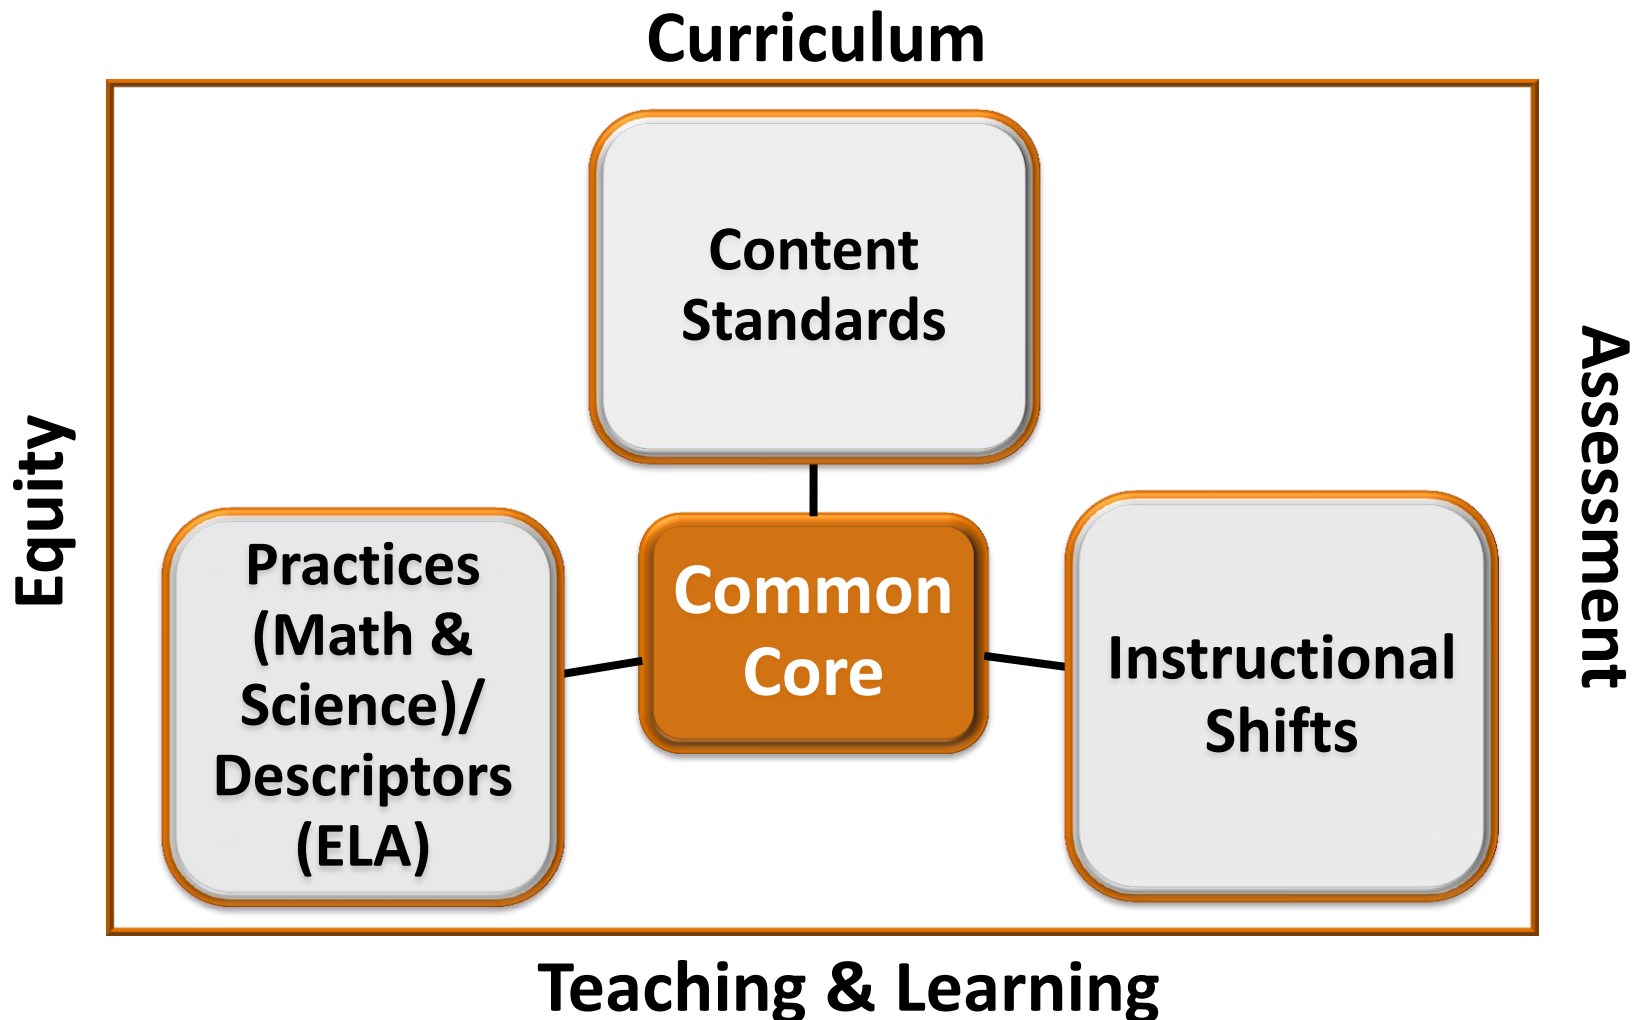 Curriculum
Content
Standards
Equity
Assessment
Practices
(Math &
Science)/
Descriptors
(ELA)
Common
Core
Instructional
Shifts
Teaching & Learning